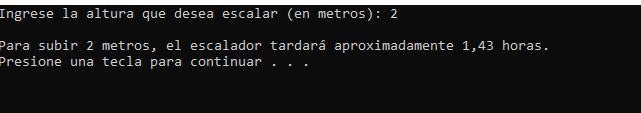 Ingrese la altura que desea escalar (en metros): 2
Para subir 2 metros, el escalador tardará aproximadamente 1,43 horas.
Presione una tecla para continuar . . .